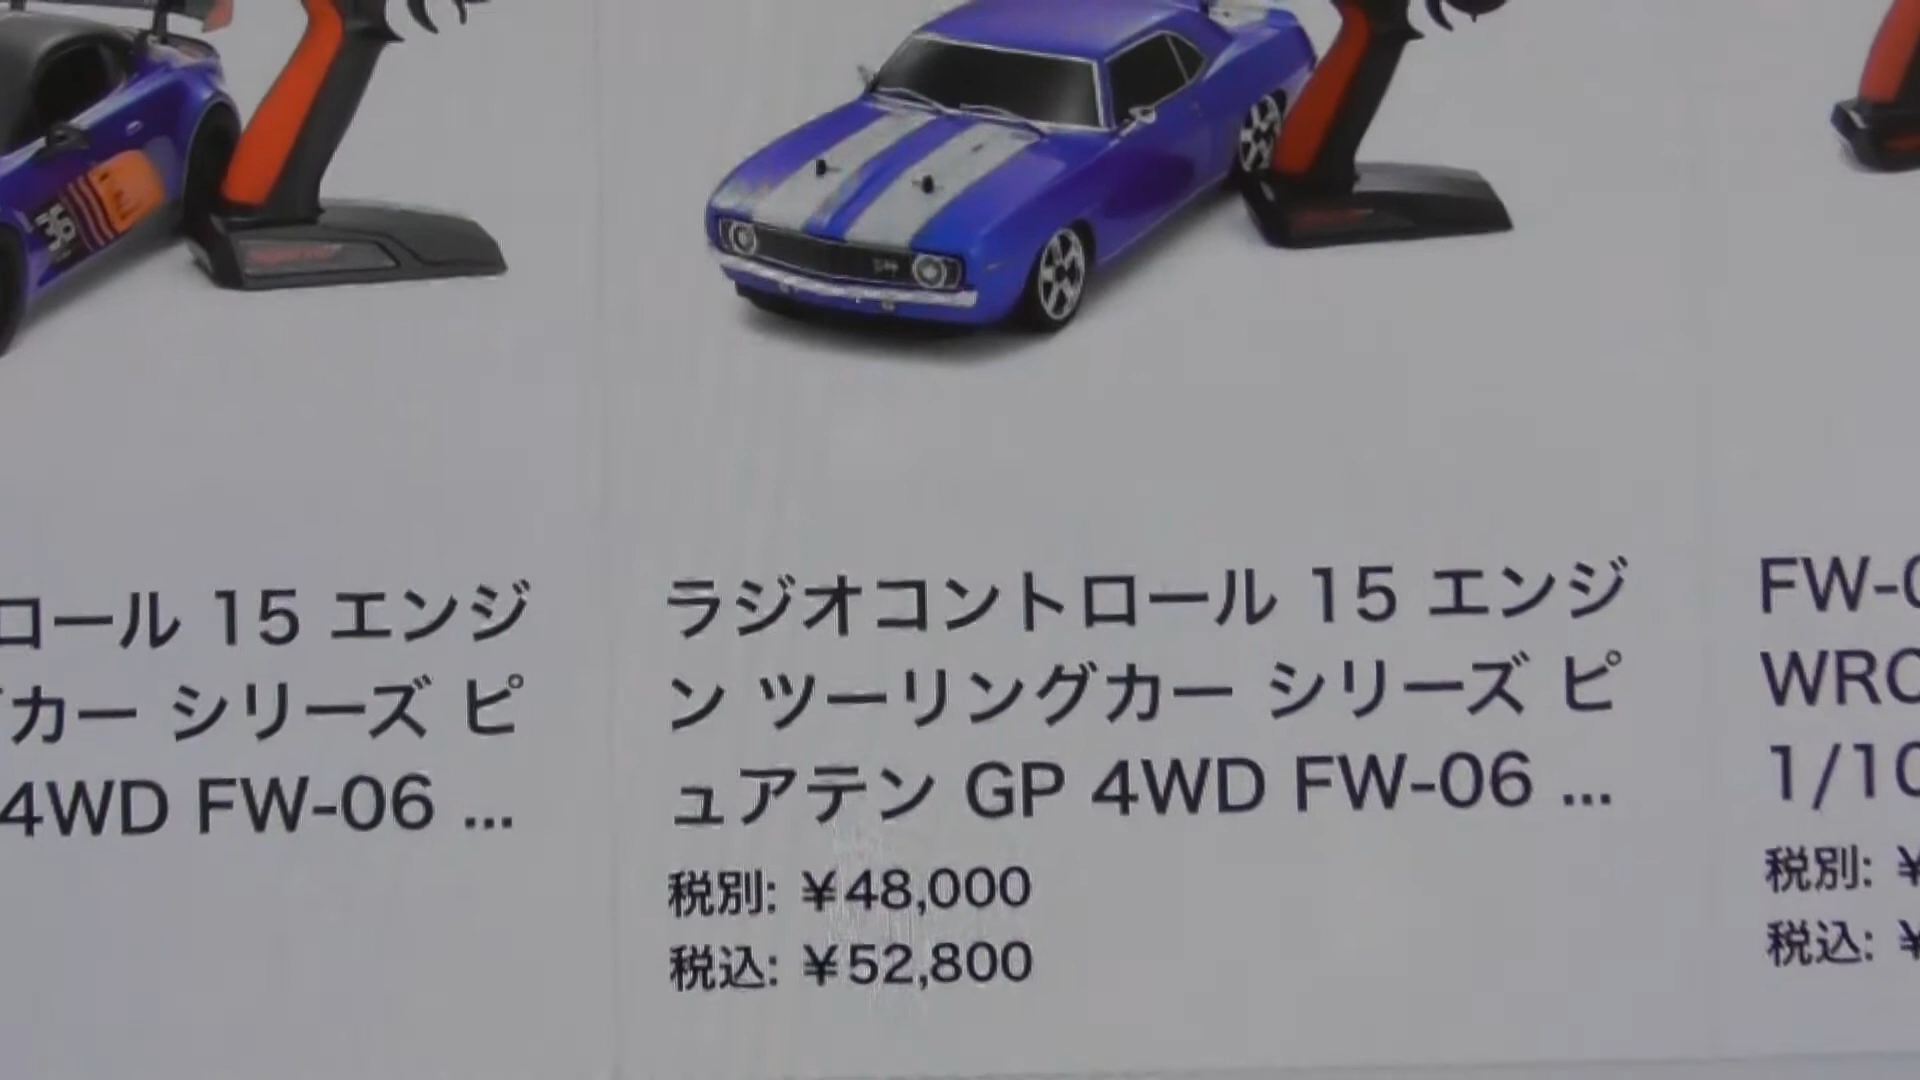 ロール 15 エンジ
カー シリーズ ピ
4WD FW-06 ...
ラジオコントロール 15 エンジ
ン ツーリングカー シリーズ ピ
ュアテン GP 4WD FW-06 ...
税別: ¥48,000
税込: ¥52,800
FW-0
WRC
1/10
税別: ¥
税込: ¥